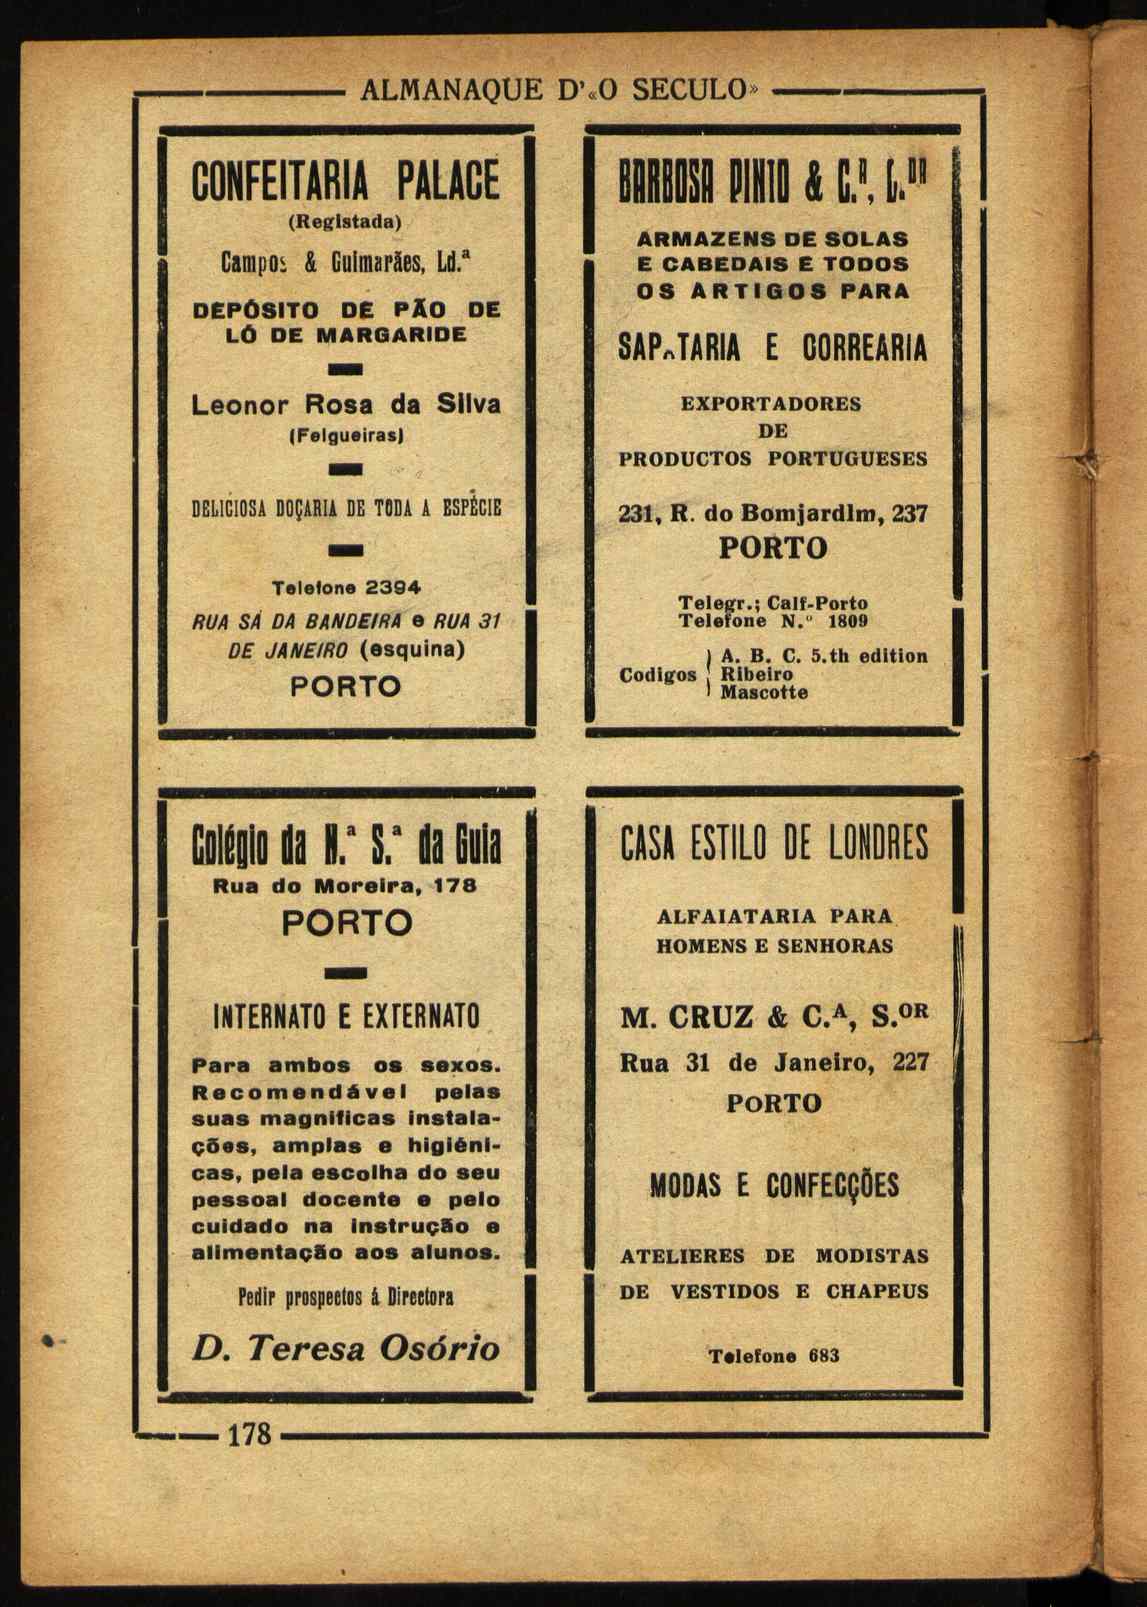 ALMANAQUE D'«O SECULO»
CONFEITARIA PALACE
(Registada)
Campos & Guimarães, Ld.ª
DEPÓSITO DE PÃO DE
LÓ DE MARGARIDE
Leonor Rosa da Silva
(Felgueiras)
DELICIOSA DOÇARIA DE TODA A ESPÉCIE
Telefone 2394
RUA SÁ DA BANDEIRA e RUA 31
DE JANEIRO (esquina)
PORTO
BARBOSA PINTO & C.ª, L.DA
ARMAZENS DE SOLAS
E CABEDAIS E TODOS
OS ARTIGOS PARA
SAPATARIA E CORREARIA
EXPORTADORES
DE
PRODUCTOS PORTUGUESES
231, R. do Bomjardim, 237
PORTO
Telegr.; Calf-Porto
Telefone N.º 1809
Codigos
A. B. C. 5.th edition
Ribeiro
Mascotte
Colégio da N.ª S.ª da Guia
Rua do Moreira, 178
PORTO
INTERNATO E EXTERNATO
Para ambos os sexos.
Recomendável pelas
suas magnificas instala-
ções, amplas e higiéni-
cas, pela escolha do seu
pessoal docente e pelo
cuidado na instrução e
alimentação aos alunos.
Pedir prospectos á Directora
D. Teresa Osório
CASA ESTILO DE LONDRES
ALFAIATARIA PARA
HOMENS E SENHORAS
M. CRUZ & C.A, S.OR
Rua 31 de Janeiro, 227
PORTO
MODAS E CONFECÇÕES
ATELIERES DE MODISTAS
DE VESTIDOS E CHAPEUS
Telefone 683
178